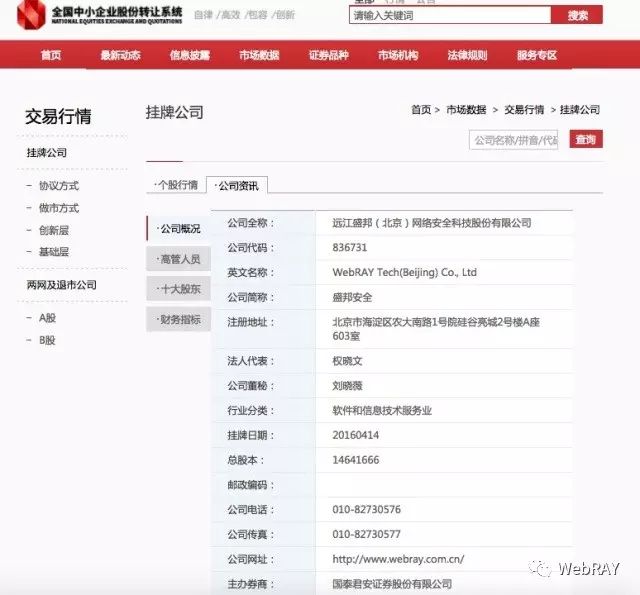 全国中小企业股份转让系统
NATIONAL EQUITIES EXCHANGE AND QUOTATIONS
自律 /高效 /包容 /创新
请输入关键词
搜索
首页 最新动态 信息披露 市场数据 证券品种 市场机构 法律规则 服务专区
交易行情
挂牌公司
- 协议方式
- 做市方式
- 创新层
- 基础层
两网及退市公司
- A股
- B股
挂牌公司
首页 > 市场数据 > 交易行情 > 挂牌公司
公司名称/拼音/代码
查询
·个股行情 ·公司资讯
·公司概况
·高管人员
·十大股东
·财务指标
公司全称: 远江盛邦(北京)网络安全科技股份有限公司
公司代码: 836731
英文名称: WebRAY Tech(Beijing) Co., Ltd
公司简称: 盛邦安全
注册地址: 北京市海淀区农大南路1号院硅谷亮城2号楼A座
603室
法人代表: 权晓文
公司董秘: 刘晓薇
行业分类: 软件和信息技术服务业
挂牌日期: 20160414
总股本: 14641666
邮政编码:
公司电话: 010-82730576
公司传真: 010-82730577
公司网址: http://www.webray.com.cn/
主办券商: 国泰君安证券股份有限公司
WebRAY